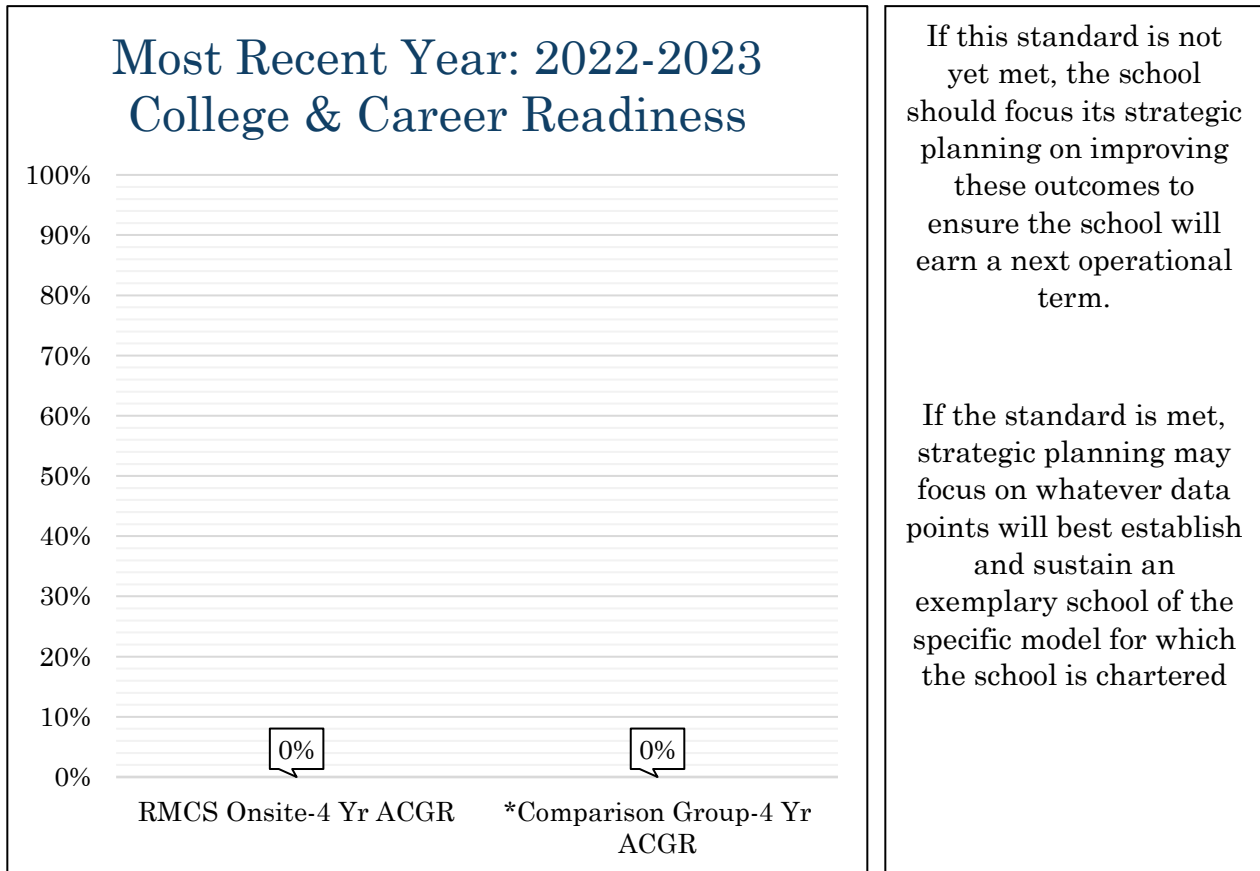 Most Recent Year: 2022-2023
College & Career Readiness
100%
90%
80%
70%
60%
50%
40%
30%
20%
10%
0%
0%
0%
RMCS Onsite-4 Yr ACGR
*Comparison Group-4 Yr
ACGR
If this standard is not
yet met, the school
should focus its strategic
planning on improving
these outcomes to
ensure the school will
earn a next operational
term.
If the standard is met,
strategic planning may
focus on whatever data
points will best establish
and sustain an
exemplary school of the
specific model for which
the school is chartered